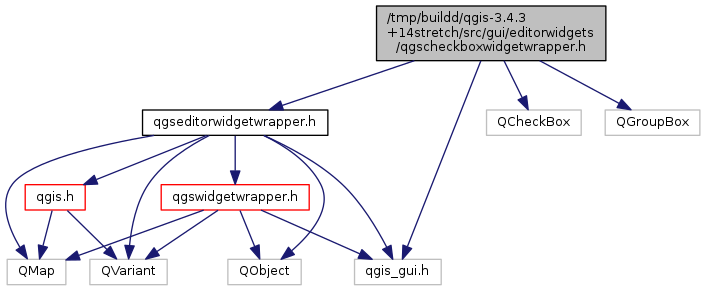 /tmp/buildd/qgis-3.4.3
+14stretch/src/gui/editorwidgets
/qgscheckboxwidgetwrapper.h
qgseditorwidgetwrapper.h
QCheckBox
QGroupBox
qgis.h
qgswidgetwrapper.h
QMap
QVariant
QObject
qgis_gui.h